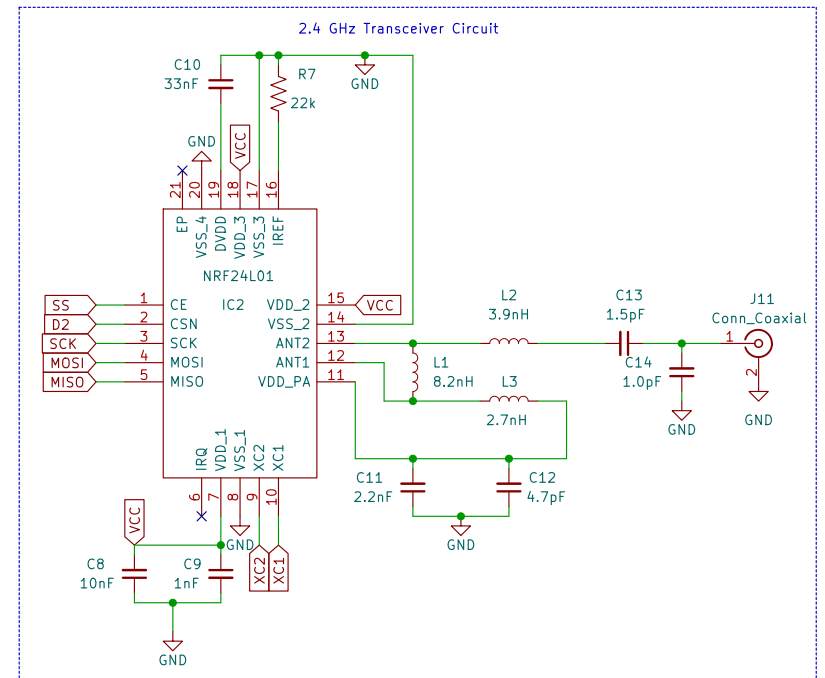 2.4 GHz Transceiver Circuit
C10
33nF
R7
22k
GND
GND
VCC
21
20
19
18
17
16
EP
VSS_4
DVDD
VDD_3
VSS_3
IREF
NRF24L01
IC2
SS
1
CE
D2
2
CSN
SCK
3
SCK
MOSI
4
MOSI
MISO
5
MISO
VDD_2
15
VCC
VSS_2
14
ANT2
13
ANT1
12
VDD_PA
11
L2
3.9nH
C13
1.5pF
J11
Conn_Coaxial
1
2
C14
1.0pF
GND
GND
L1
8.2nH
L3
2.7nH
IRQ
VDD_1
VSS_1
XC2
XC1
6
7
8
9
10
C11
2.2nF
C12
4.7pF
GND
VCC
GND
XC2
XC1
C8
10nF
C9
1nF
GND